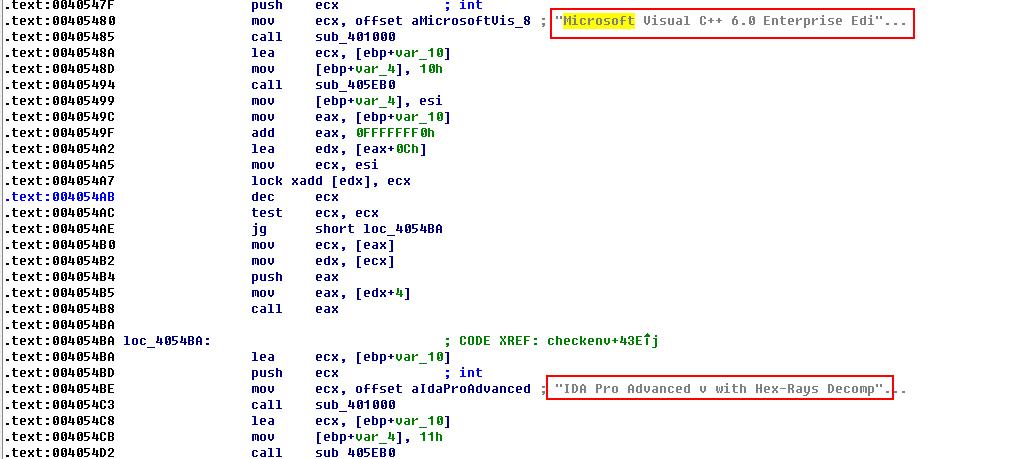 .text:0040547F push ecx ; int
.text:00405480 mov ecx, offset aMicrosoftVis_8 ; "Microsoft Visual C++ 6.0 Enterprise Edi"...
.text:00405485 call sub_401000
.text:0040548A lea ecx, [ebp+var_10]
.text:0040548D mov [ebp+var_4], 10h
.text:00405494 call sub_405EB0
.text:00405499 mov [ebp+var_4], esi
.text:0040549C mov eax, [ebp+var_10]
.text:0040549F add eax, 0FFFFFFF0h
.text:004054A2 lea edx, [eax+0Ch]
.text:004054A5 mov ecx, esi
.text:004054A7 lock xadd [edx], ecx
.text:004054AB dec ecx
.text:004054AC test ecx, ecx
.text:004054AE jg short loc_4054BA
.text:004054B0 mov ecx, [eax]
.text:004054B2 mov edx, [ecx]
.text:004054B4 push eax
.text:004054B5 mov eax, [edx+4]
.text:004054B8 call eax
.text:004054BA
.text:004054BA loc_4054BA: ; CODE XREF: checkenv+43E↑j
.text:004054BA lea ecx, [ebp+var_10]
.text:004054BD push ecx ; int
.text:004054BE mov ecx, offset aIdaProAdvanced ; "IDA Pro Advanced v with Hex-Rays Decomp"...
.text:004054C3 call sub_401000
.text:004054C8 lea ecx, [ebp+var_10]
.text:004054CB mov [ebp+var_4], 11h
.text:004054D2 call sub_405EB0